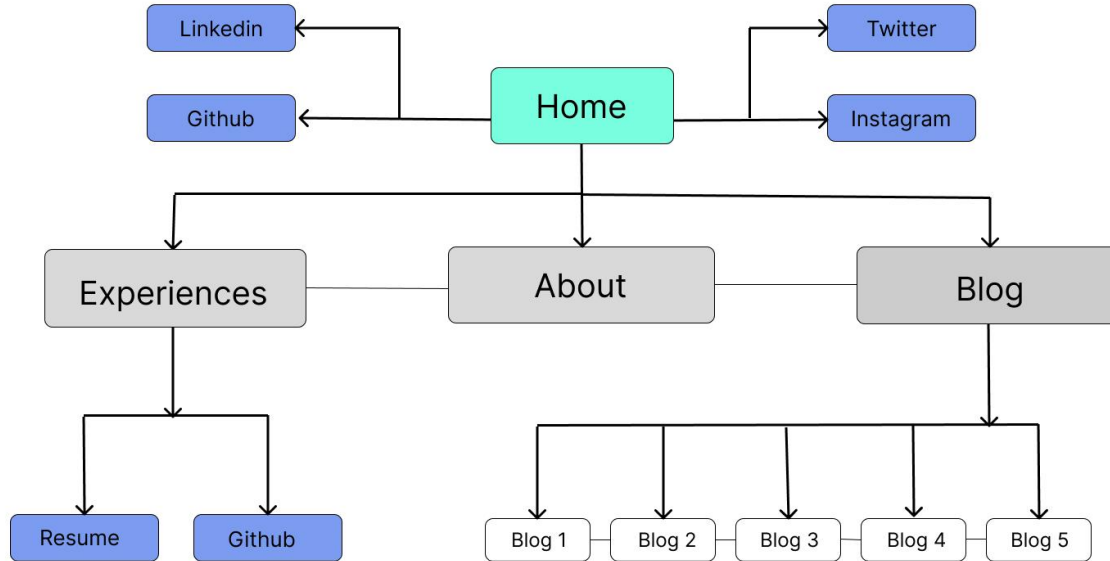 Linkedin
Twitter
Home
Github
Instagram
Experiences
About
Blog
Resume
Github
Blog 1
Blog 2
Blog 3
Blog 4
Blog 5